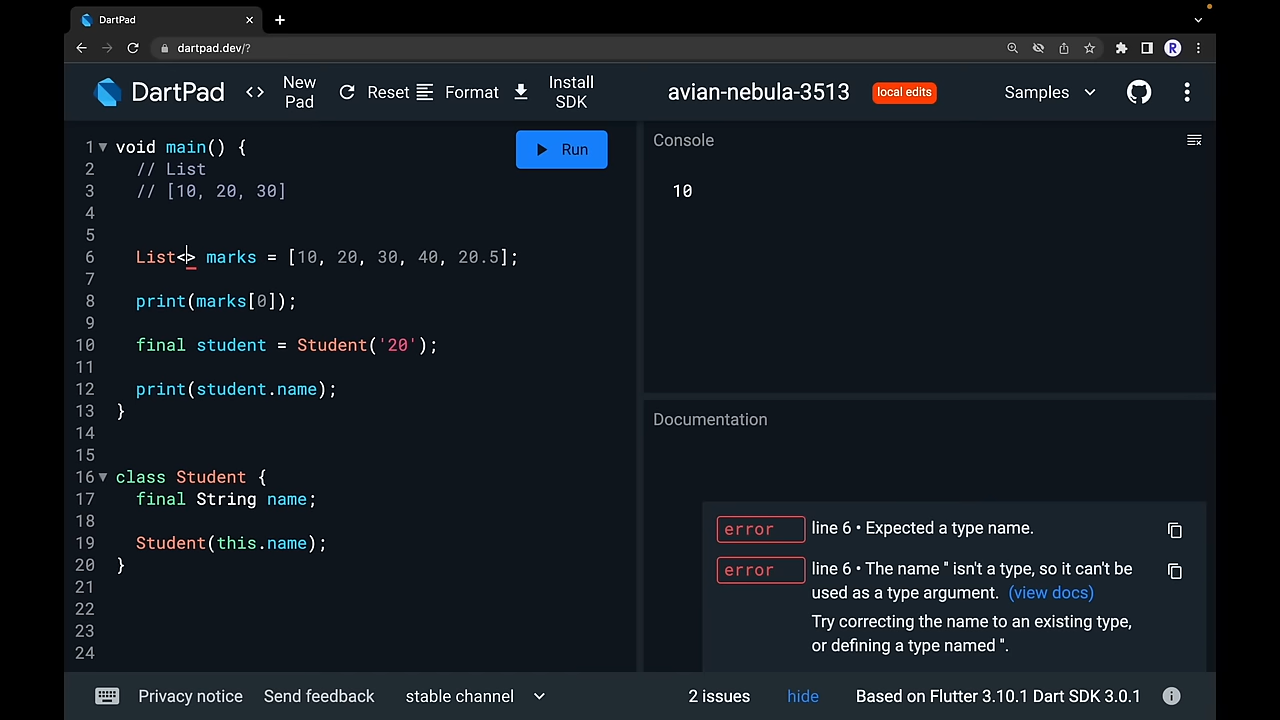 DartPad
dartpad.dev/?
R
DartPad
<> New Pad
Reset
Format
Install SDK
avian-nebula-3513
local edits
Samples
Run
1 void main() {
2 // List
3 // [10, 20, 30]
4
5
6 List<> marks = [10, 20, 30, 40, 20.5];
7
8 print(marks[0]);
9
10 final student = Student('20');
11
12 print(student.name);
13 }
14
15
16 class Student {
17 final String name;
18
19 Student(this.name);
20 }
21
22
23
24
Console
10
Documentation
error line 6 • Expected a type name.
error line 6 • The name '' isn't a type, so it can't be
used as a type argument. (view docs)
Try correcting the name to an existing type,
or defining a type named ''.
Privacy notice
Send feedback
stable channel
2 issues
hide
Based on Flutter 3.10.1 Dart SDK 3.0.1